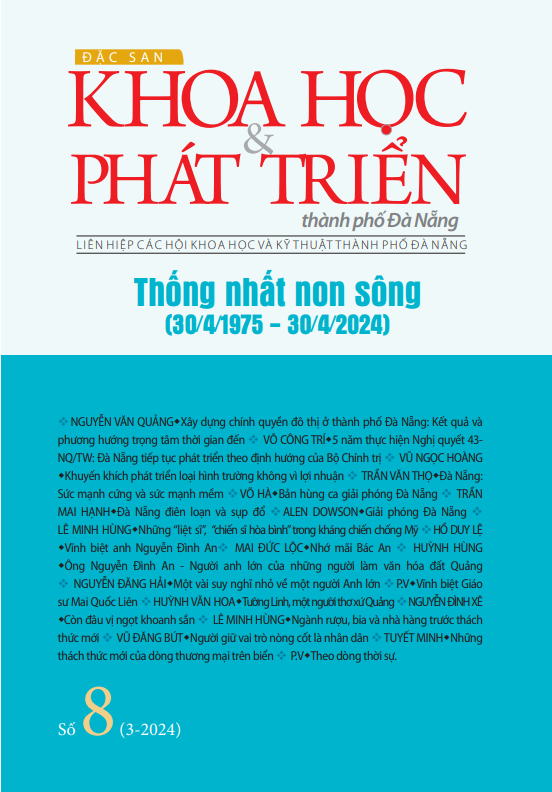 ĐẶC SAN
KHOA HỌC
&
PHÁT TRIỂN
thành phố Đà Nẵng
LIÊN HIỆP CÁC HỘI KHOA HỌC VÀ KỸ THUẬT THÀNH PHỐ ĐÀ NẴNG
Thống nhất non sông
(30/4/1975 – 30/4/2024)
❖ NGUYỄN VĂN QUẢNG◆Xây dựng chính quyền đô thị ở thành phố Đà Nẵng: Kết quả và
phương hướng trọng tâm thời gian đến ❖ VÕ CÔNG TRÍ◆5 năm thực hiện Nghị quyết 43-
NQ/TW: Đà Nẵng tiếp tục phát triển theo định hướng của Bộ Chính trị ❖ VŨ NGỌC HOÀNG
◆Khuyến khích phát triển loại hình trường không vì lợi nhuận ❖ TRẦN VĂN THỌ◆Đà Nẵng:
Sức mạnh cứng và sức mạnh mềm ❖ VÕ HÀ◆Bản hùng ca giải phóng Đà Nẵng ❖ TRẦN
MAI HẠNH◆Đà Nẵng điên loạn và sụp đổ ❖ ALEN DOWSON◆Giải phóng Đà Nẵng ❖
LÊ MINH HÙNG◆Những “liệt sĩ”, “chiến sĩ hòa bình” trong kháng chiến chống Mỹ ❖ HỒ DUY LỆ
◆Vĩnh biệt anh Nguyễn Đình An❖ MAI ĐỨC LỘC◆Nhớ mãi Bác An ❖ HUỲNH HÙNG
◆Ông Nguyễn Đình An - Người anh lớn của những người làm văn hóa đất Quảng
❖ NGUYỄN ĐĂNG HẢI◆Một vài suy nghĩ nhỏ về một người Anh lớn ❖ P.V◆Vĩnh biệt Giáo
sư Mai Quốc Liên ❖ HUỲNH VĂN HOA◆Tường Linh, một người thơ xứ Quảng ❖ NGUYỄN ĐÌNH XÊ
◆Còn đâu vị ngọt khoanh sắn ❖ LÊ MINH HÙNG◆Ngành rượu, bia và nhà hàng trước thách
thức mới ❖ VŨ ĐĂNG BÚT◆Người giữ vai trò nòng cốt là nhân dân ❖ TUYẾT MINH◆Những
thách thức mới của dòng thương mại trên biển ❖ P.V◆Theo dòng thời sự.
Số 8 (3-2024)